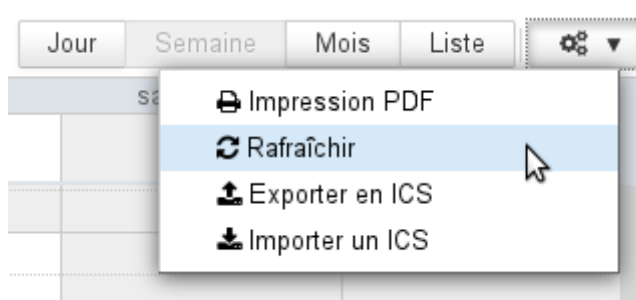 Jour Semaine Mois Liste
Impression PDF
Rafraîchir
Exporter en ICS
Importer un ICS